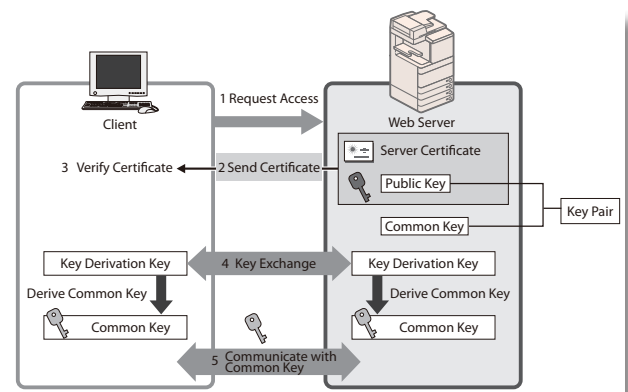 Client
1 Request Access
Web Server
Server Certificate
3 Verify Certificate
2 Send Certificate
Public Key
Key Pair
Common Key
Key Derivation Key
4 Key Exchange
Key Derivation Key
Derive Common Key
Derive Common Key
Common Key
Common Key
5 Communicate with
Common Key